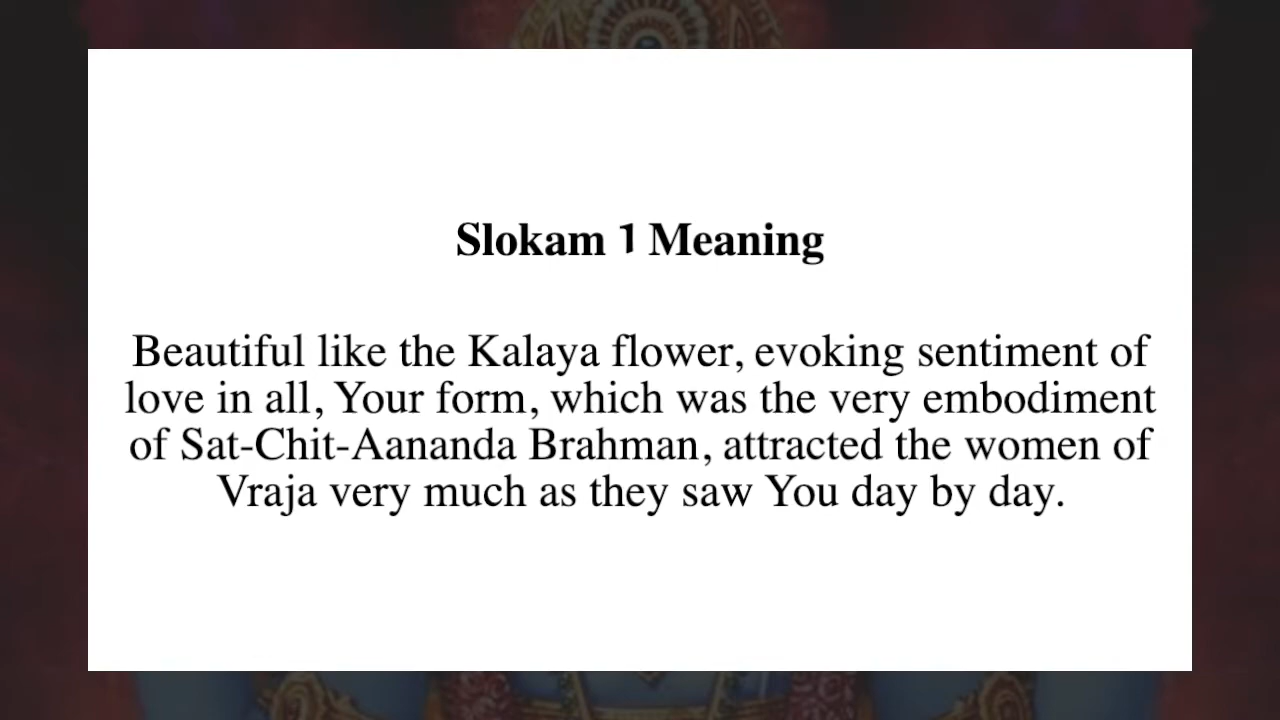 Slokam 1 Meaning
Beautiful like the Kalaya flower, evoking sentiment of
love in all, Your form, which was the very embodiment
of Sat-Chit-Aananda Brahman, attracted the women of
Vraja very much as they saw You day by day.